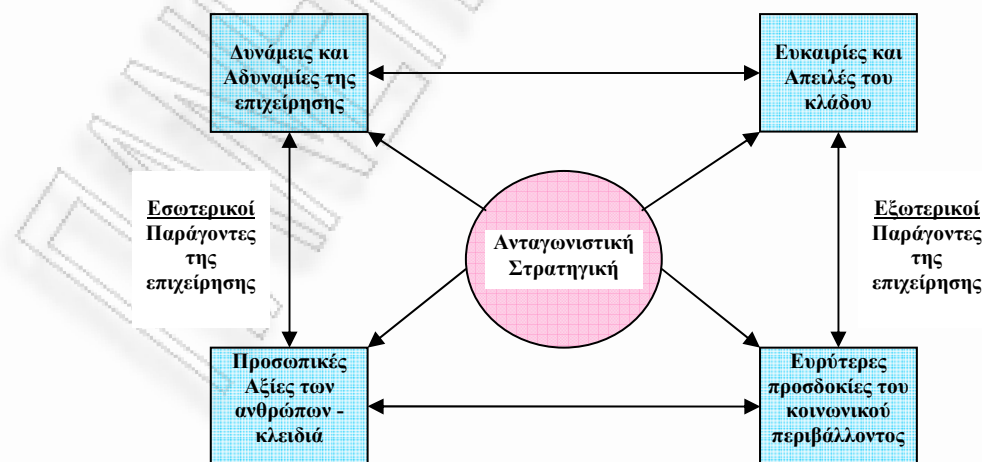 Δυνάμεις και
Αδυναμίες της
επιχείρησης
Ευκαιρίες και
Απειλές του
κλάδου
Εσωτερικοί
Παράγοντες
της
επιχείρησης
Ανταγωνιστική
Στρατηγική
Εξωτερικοί
Παράγοντες
της
επιχείρησης
Προσωπικές
Αξίες των
ανθρώπων -
κλειδιά
Ευρύτερες
προσδοκίες του
κοινωνικού
περιβάλλοντος